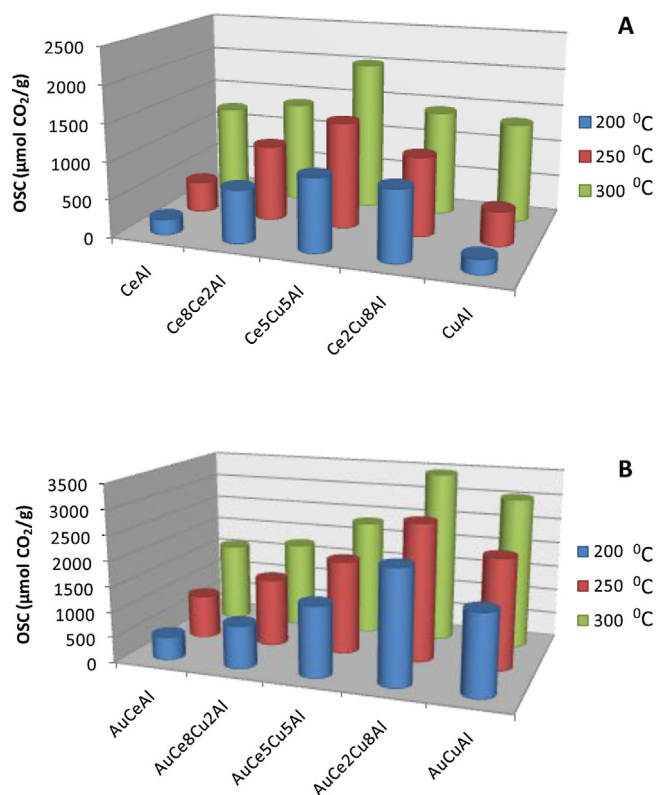 A
OSC (µmol CO2/g)
2500
2000
1500
1000
500
0
CeAl
Ce8Ce2Al
Ce5Cu5Al
Ce2Cu8Al
CuAl
200 ⁰C
250 ⁰C
300 ⁰C
B
OSC (µmol CO2/g)
3500
3000
2500
2000
1500
1000
500
0
AuCeAl
AuCe8Cu2Al
AuCe5Cu5Al
AuCe2Cu8Al
AuCuAl
200 ⁰C
250 ⁰C
300 ⁰C